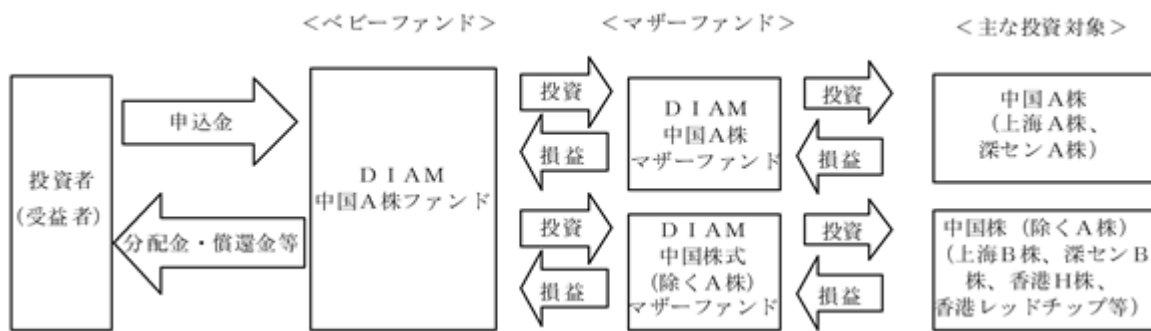 <ベビーファンド>
<マザーファンド>
<主な投資対象>
投資者
(受益者)
申込金
分配金・償還金等
ＤＩＡＭ
中国Ａ株ファンド
投資
損益
投資
損益
ＤＩＡＭ
中国Ａ株
マザーファンド
ＤＩＡＭ
中国株式
(除くＡ株)
マザーファンド
投資
損益
投資
損益
中国Ａ株
(上海Ａ株、
深センＡ株)
中国株（除くＡ株）
(上海Ｂ株、深センＢ
株、香港Ｈ株、
香港レッドチップ等)